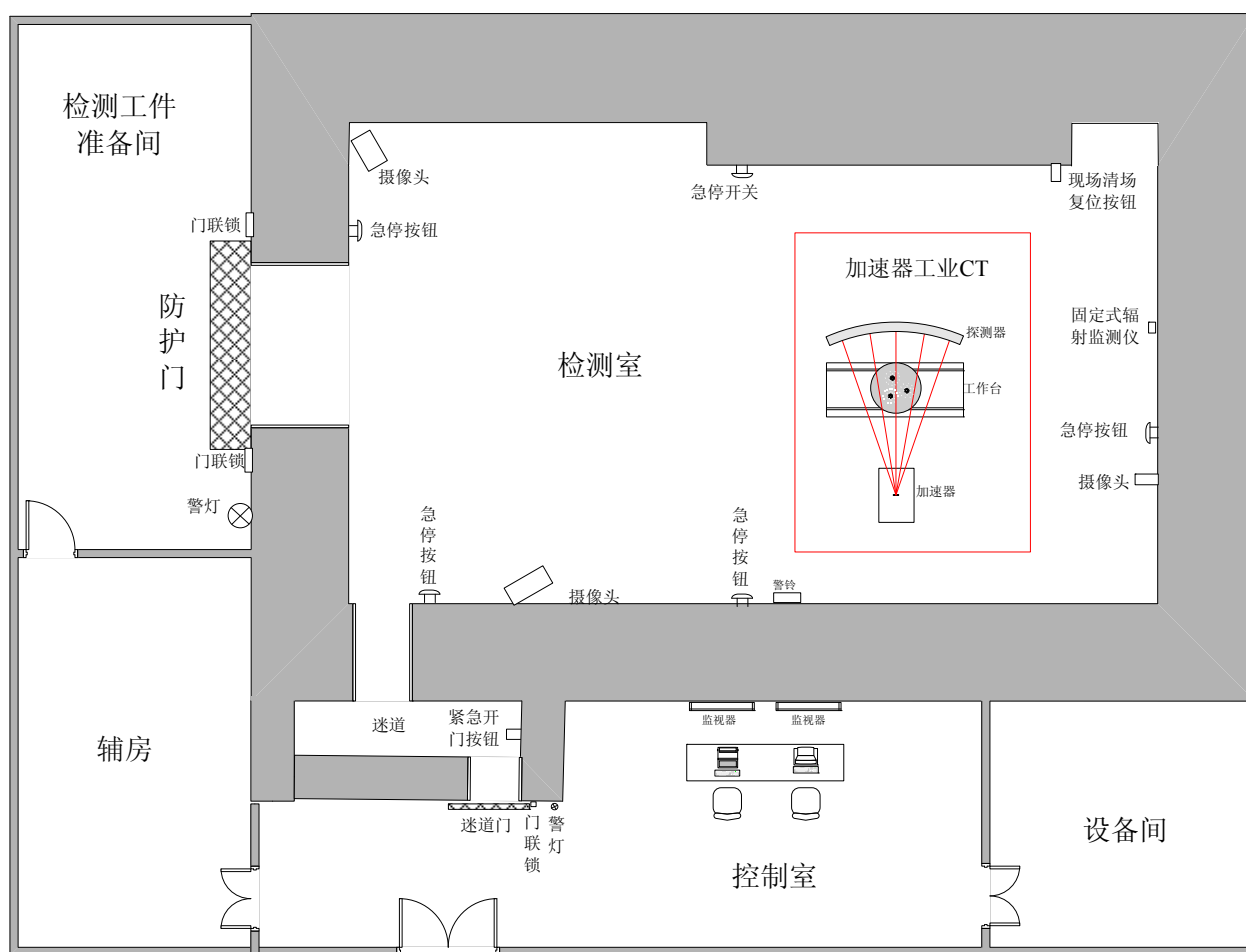 检测工件
准备间
摄像头
急停开关
现场清场
复位按钮
门联锁
急停按钮
加速器工业CT
防
护
门
检测室
探测器
固定式辐
射监测仪
工作台
急停按钮
门联锁
摄像头
加速器
警灯
急
停
按
钮
急
停
按
钮
警铃
摄像头
迷道
紧急开
门按钮
监视器
监视器
辅房
迷道门
门
联
锁
警
灯
设备间
控制室